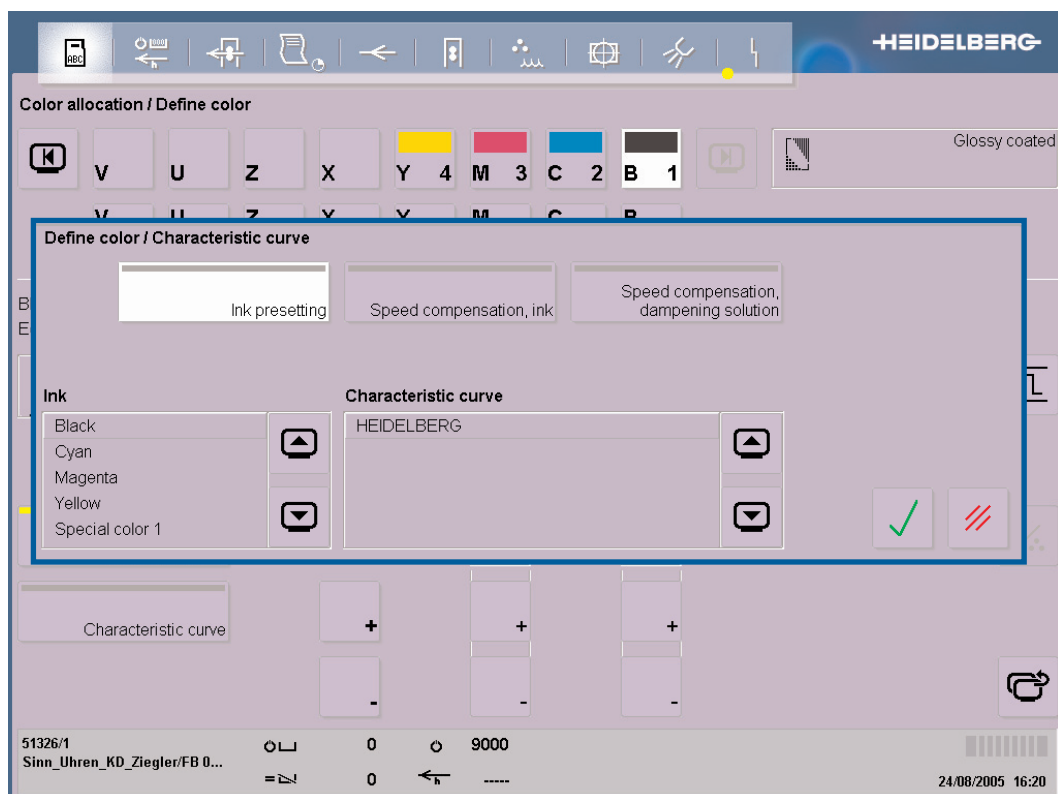 ABC
HEIDELBERG
Color allocation / Define color
V U Z X Y 4 M 3 C 2 B 1
Glossy coated
V U Z X Y M C B
Define color / Characteristic curve
Ink presetting
Speed compensation, ink
Speed compensation,
dampening solution
B
E
Ink
Characteristic curve
Black
Cyan
Magenta
Yellow
Special color 1
HEIDELBERG
Characteristic curve
+ + +
- - -
51326/1
Sinn_Uhren_KD_Ziegler/FB 0...
0 9000
0 h -----
24/08/2005 16:20